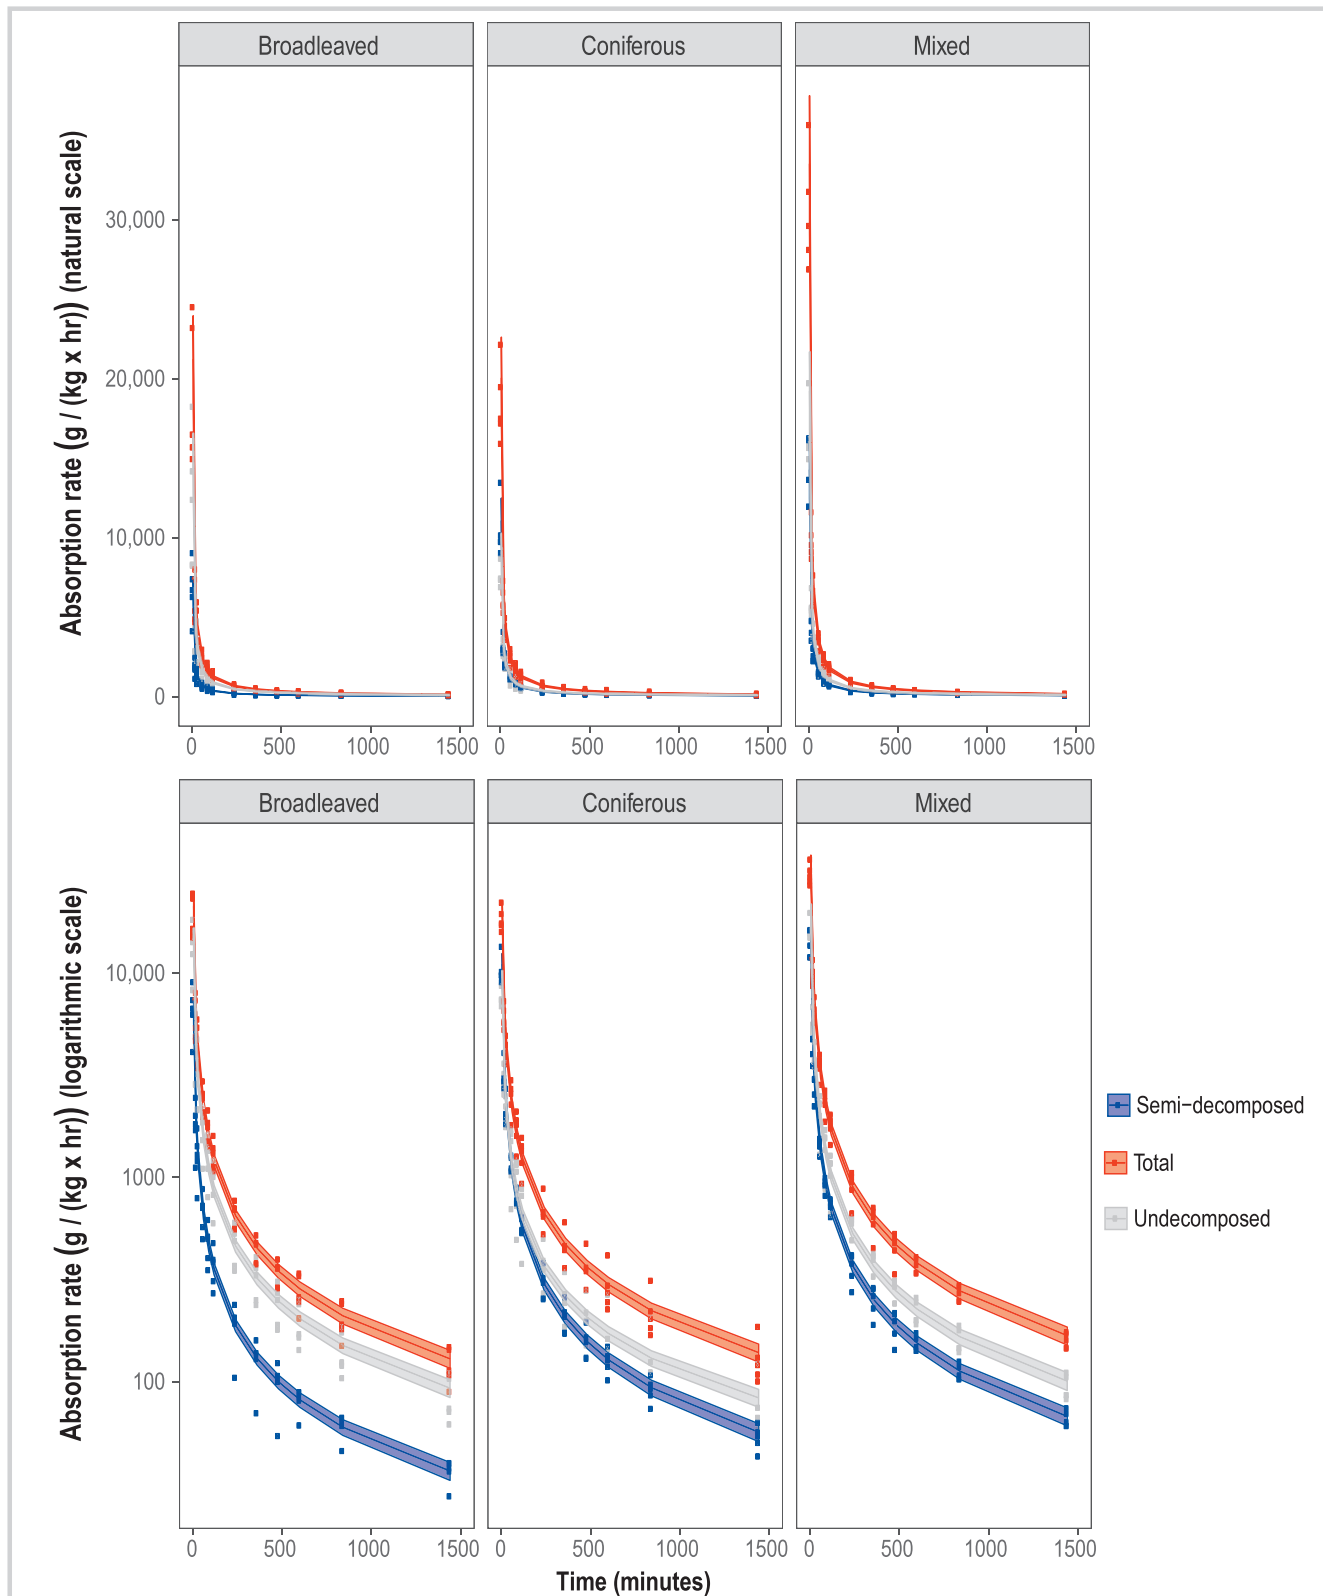 Broadleaved Coniferous Mixed
Absorption rate (g / (kg x hr)) (natural scale)
30,000
20,000
10,000
0
0 500 1000 1500 0 500 1000 1500 0 500 1000 1500
Broadleaved Coniferous Mixed
Absorption rate (g / (kg x hr)) (logarithmic scale)
10,000
1000
100
Semi−decomposed
Total
Undecomposed
0 500 1000 1500 0 500 1000 1500 0 500 1000 1500
Time (minutes)